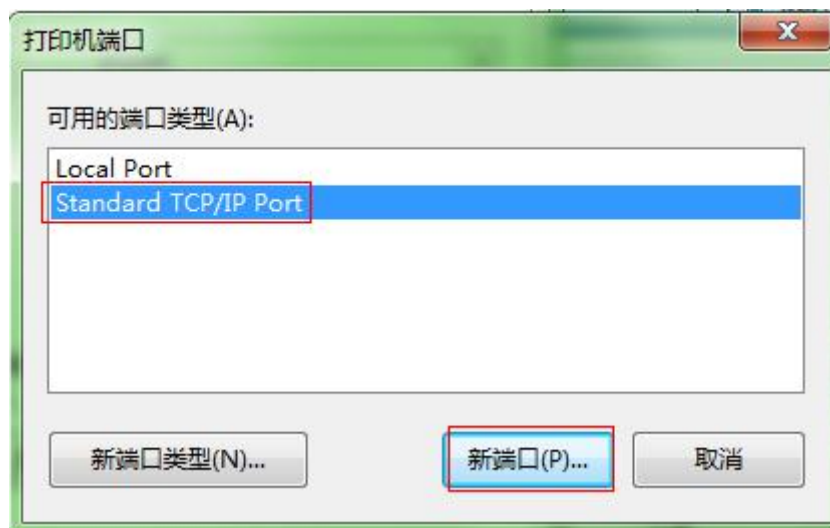 打印机端口
可用的端口类型(A):
Local Port
Standard TCP/IP Port
新端口类型(N)...
新端口(P)...
取消